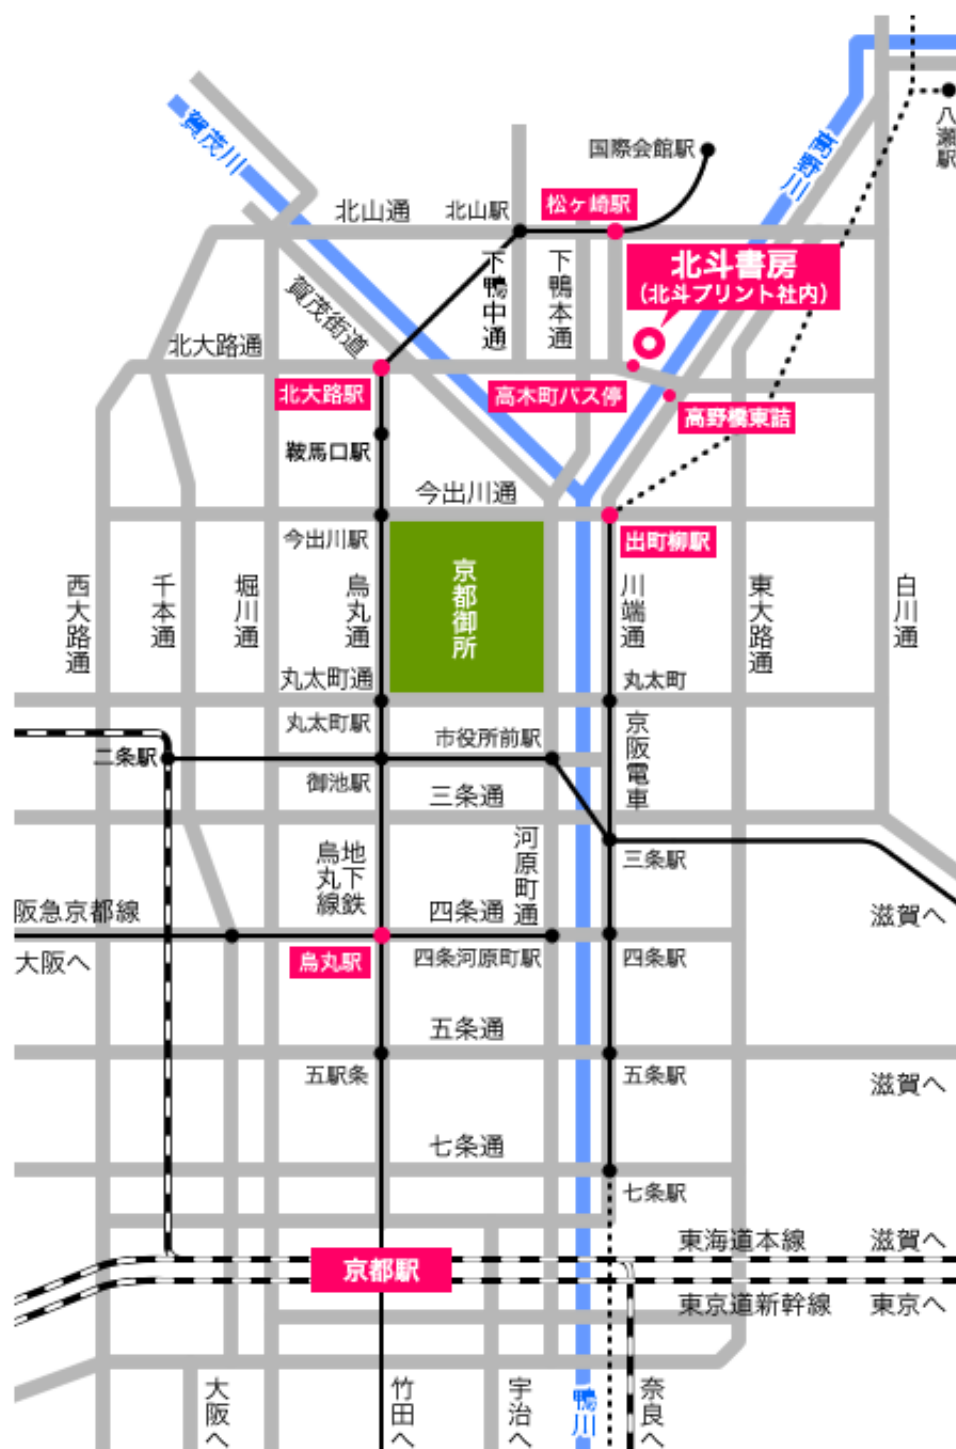 賀茂川
国際会館駅
高野川
八瀬駅
北山通
北山駅
松ヶ崎駅
北斗書房
(北斗プリント社内)
下鴨中通
下鴨本通
賀茂街道
北大路通
北大路駅
高木町バス停
高野橋東詰
鞍馬口駅
今出川通
今出川駅
出町柳駅
京都御所
西大路通
千本通
堀川通
烏丸通
川端通
東大路通
白川通
丸太町通
丸太町
丸太町駅
市役所前駅
京阪電車
二条駅
御池駅
三条通
三条駅
地下鉄
烏丸線
河原町通
阪急京都線
四条通
滋賀へ
大阪へ
烏丸駅
四条河原町駅
四条駅
五条通
五駅条
五条駅
滋賀へ
七条通
七条駅
東海道本線
滋賀へ
京都駅
東京道新幹線
東京へ
大阪へ
竹田へ
宇治へ
鴨川
奈良へ